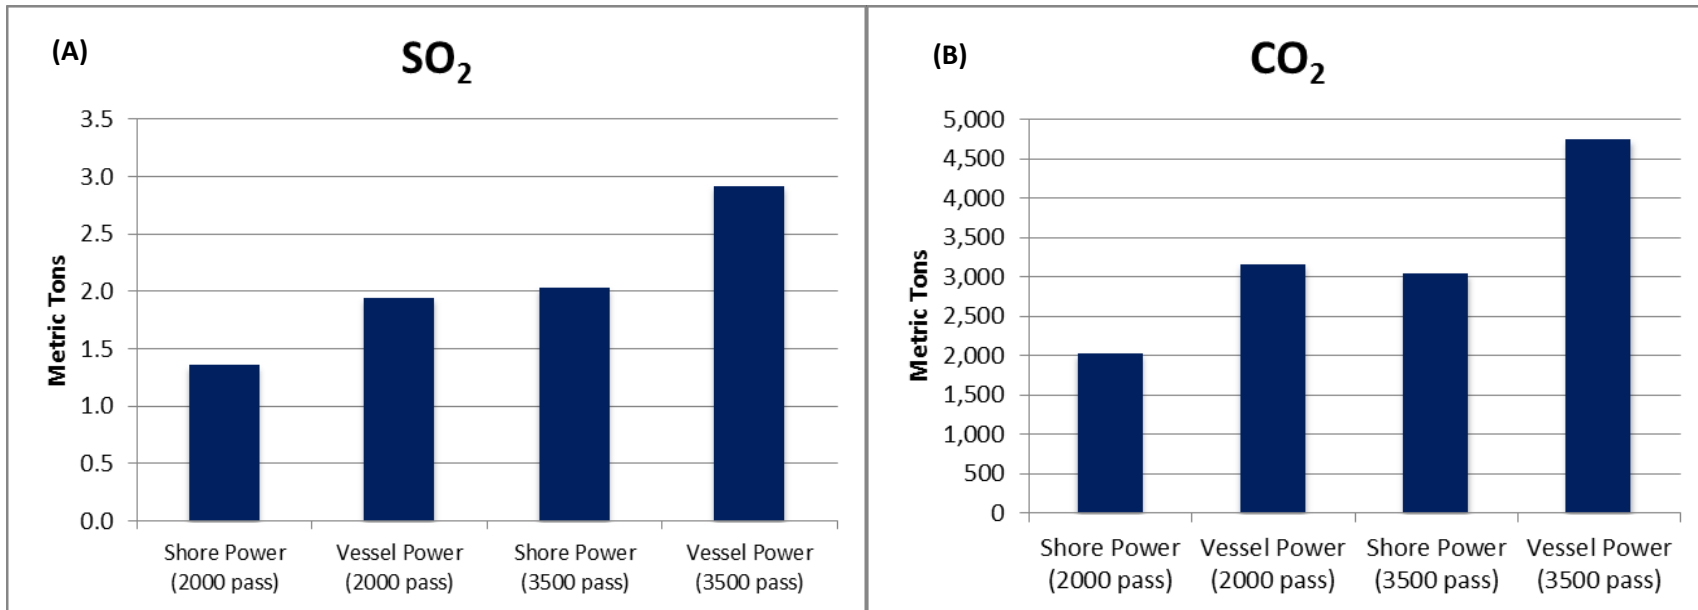 (A)
SO₂
3.5
3.0
2.5
2.0
1.5
1.0
0.5
0.0
Metric Tons
Shore Power
(2000 pass)
Vessel Power
(2000 pass)
Shore Power
(3500 pass)
Vessel Power
(3500 pass)
(B)
CO₂
5,000
4,500
4,000
3,500
3,000
2,500
2,000
1,500
1,000
500
0
Metric Tons
Shore Power
(2000 pass)
Vessel Power
(2000 pass)
Shore Power
(3500 pass)
Vessel Power
(3500 pass)